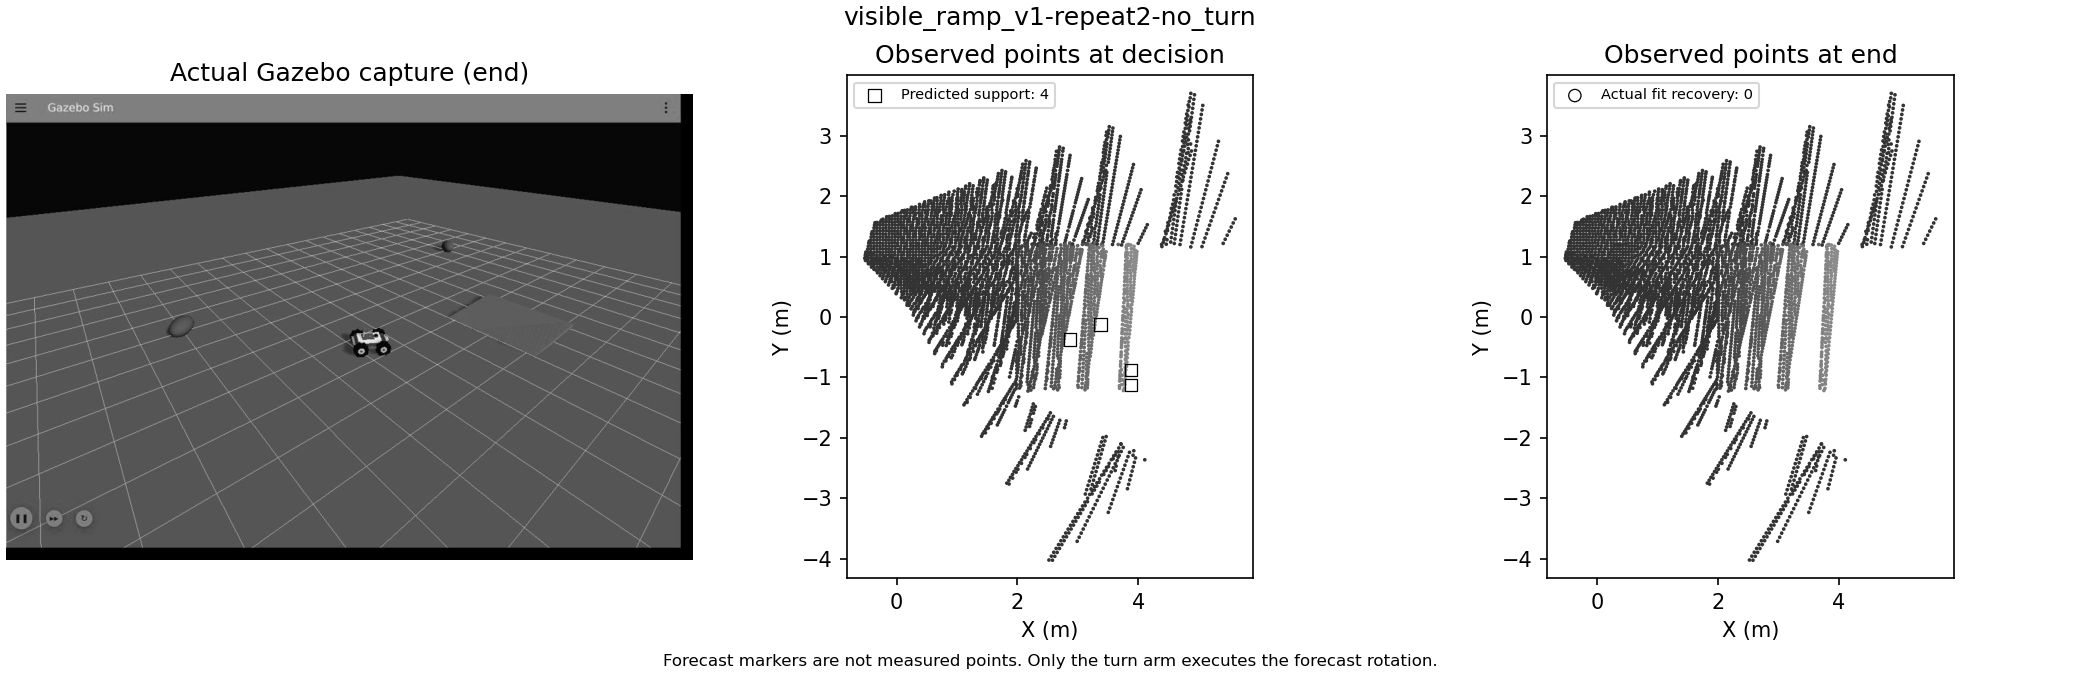 visible_ramp_v1-repeat2-no_turn
Actual Gazebo capture (end)
Gazebo Sim
Observed points at decision
Predicted support: 4
3
2
1
0
−1
−2
−3
−4
Y (m)
0 2 4
X (m)
Observed points at end
Actual fit recovery: 0
3
2
1
0
−1
−2
−3
−4
Y (m)
0 2 4
X (m)
Forecast markers are not measured points. Only the turn arm executes the forecast rotation.